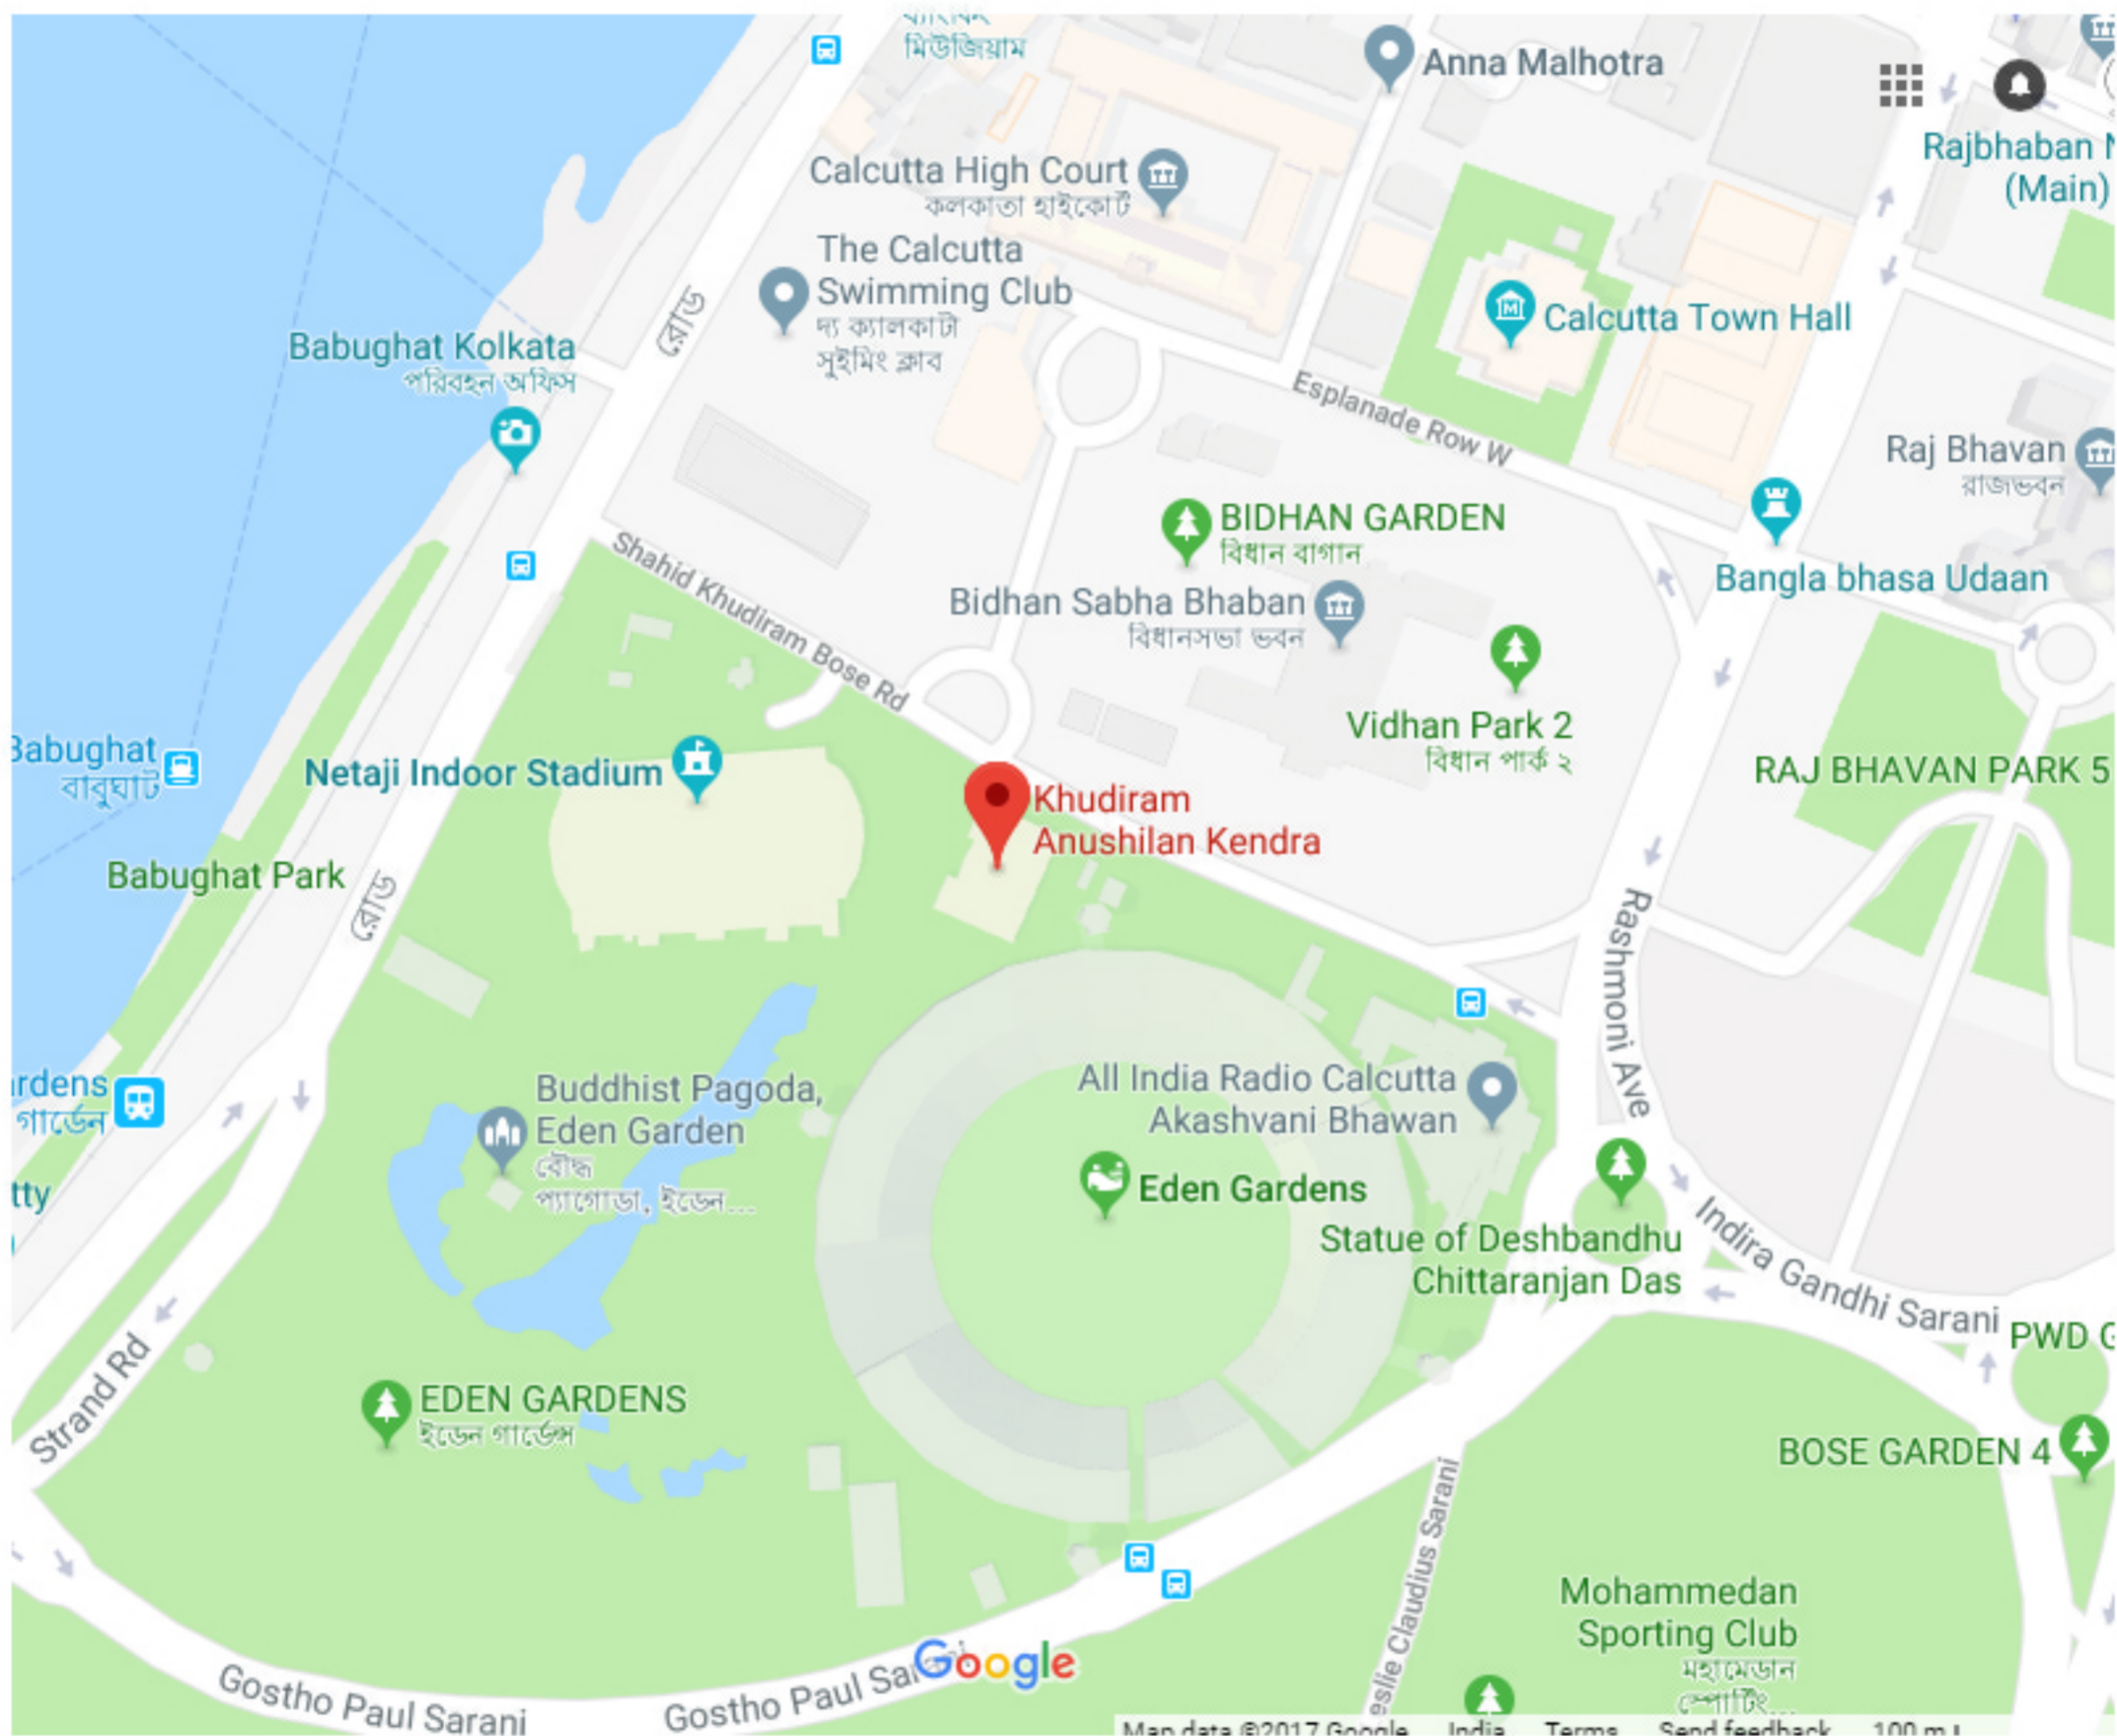 মিউজিয়াম
Anna Malhotra
Rajbhaban
(Main)
Calcutta High Court
কলকাতা হাইকোর্ট
The Calcutta
Swimming Club
দ্য ক্যালকাটা
সুইমিং ক্লাব
রোড
Calcutta Town Hall
Babughat Kolkata
পরিবহন অফিস
Esplanade Row W
Raj Bhavan
রাজভবন
BIDHAN GARDEN
বিধান বাগান
Shahid Khudiram Bose Rd
Bangla bhasa Udaan
Bidhan Sabha Bhaban
বিধানসভা ভবন
Vidhan Park 2
বিধান পার্ক ২
Babughat
বাবুঘাট
Netaji Indoor Stadium
RAJ BHAVAN PARK 5
Khudiram
Anushilan Kendra
Babughat Park
রোড
Rashmoni Ave
rdens
গার্ডেন
Buddhist Pagoda,
Eden Garden
বৌদ্ধ
প্যাগোডা, ইডেন...
All India Radio Calcutta
Akashvani Bhawan
Eden Gardens
tty
Statue of Deshbandhu
Chittaranjan Das
Indira Gandhi Sarani
PWD
Strand Rd
EDEN GARDENS
ইডেন গার্ডেন্স
BOSE GARDEN 4
eslie Claudius Sarani
Mohammedan
Sporting Club
মহামেডান
স্পোর্টিং...
Gostho Paul Sarani
Gostho Paul Sarani
Google
Map data ©2017 Google India Terms Send feedback 100 m